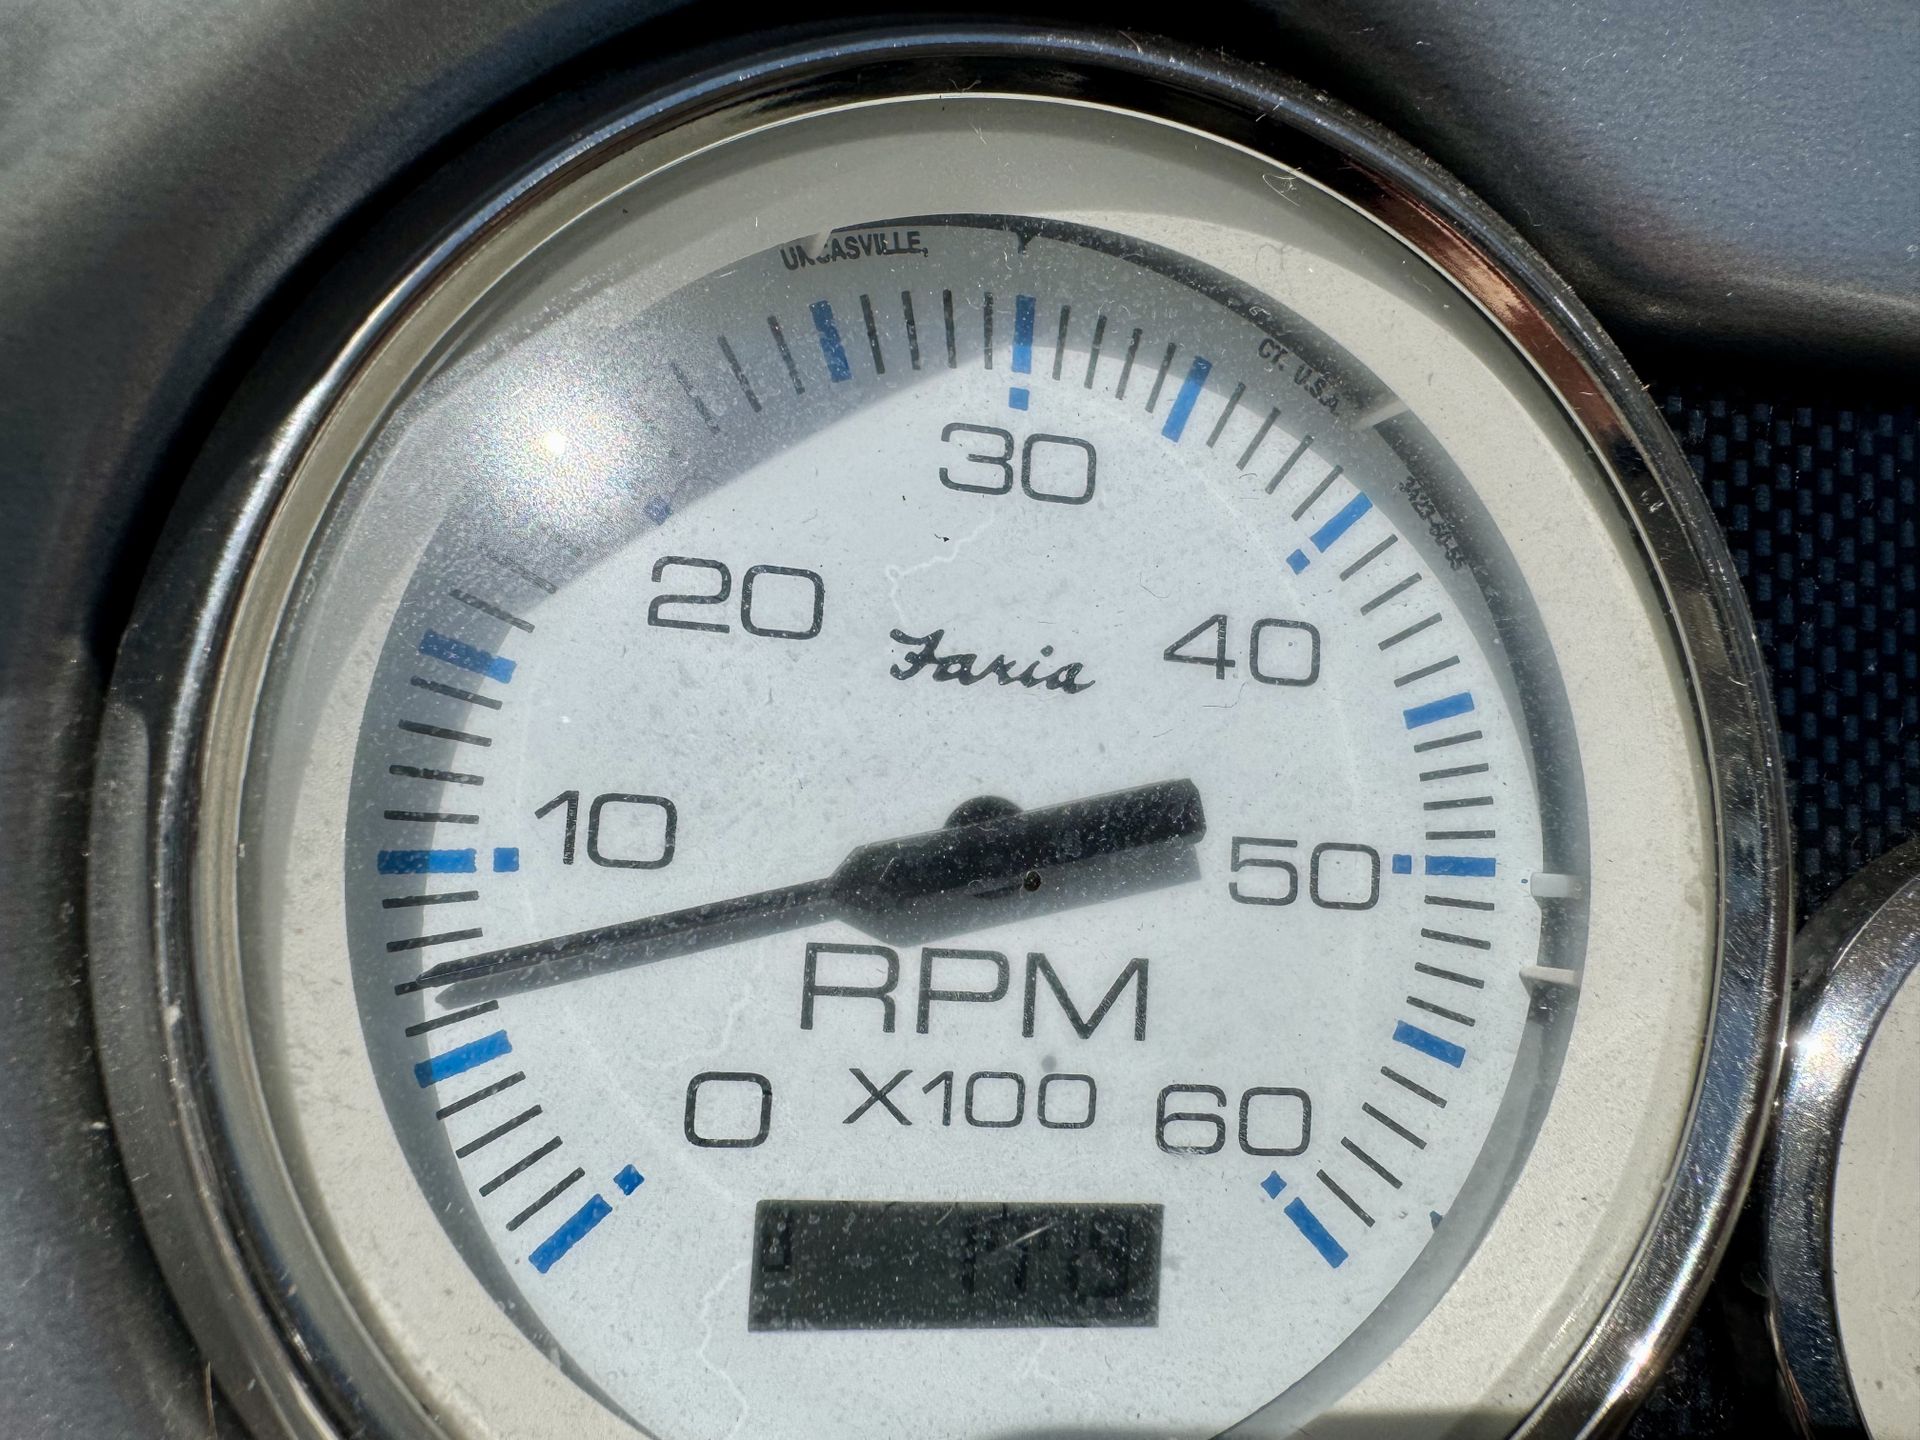 UNCASVILLE,
CT. U.S.A.
30
20
40
Faria
10
50
RPM
0
X100
60